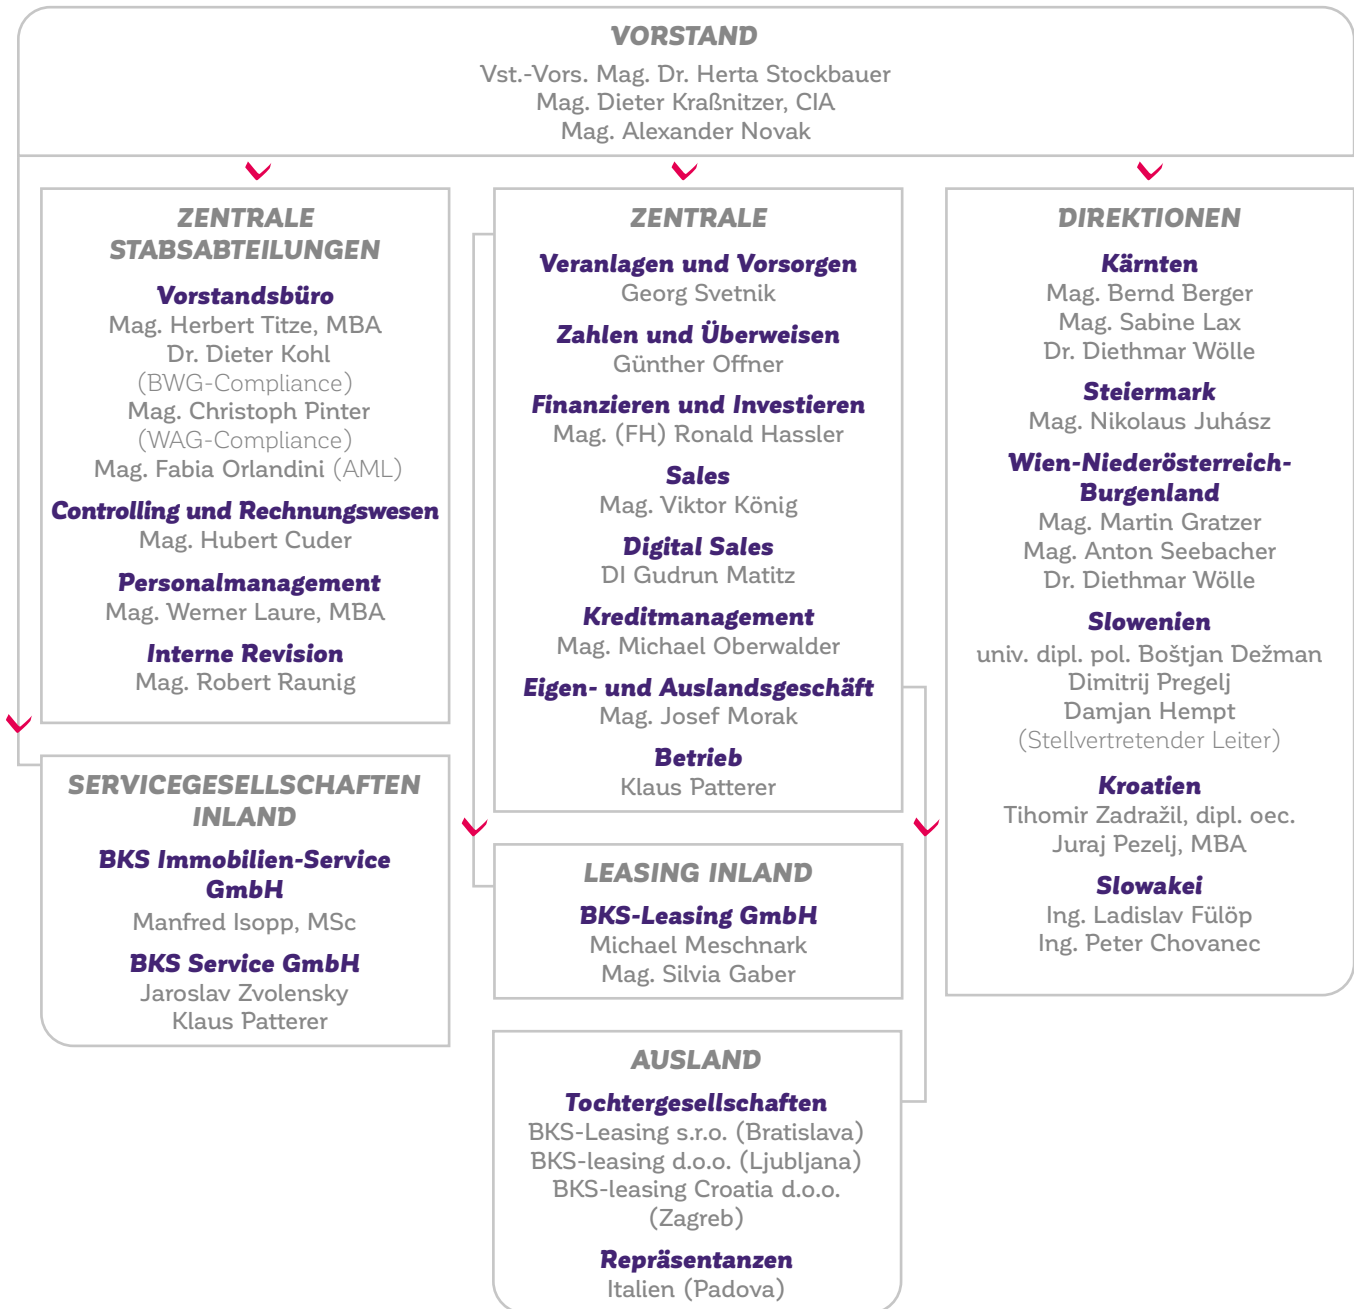 VORSTAND
Vst.-Vors. Mag. Dr. Herta Stockbauer
Mag. Dieter Kraßnitzer, CIA
Mag. Alexander Novak
ZENTRALE
STABSABTEILUNGEN
Vorstandsbüro
Mag. Herbert Titze, MBA
Dr. Dieter Kohl
(BWG-Compliance)
Mag. Christoph Pinter
(WAG-Compliance)
Mag. Fabia Orlandini (AML)
Controlling und Rechnungswesen
Mag. Hubert Cuder
Personalmanagement
Mag. Werner Laure, MBA
Interne Revision
Mag. Robert Raunig
SERVICEGESELLSCHAFTEN
INLAND
BKS Immobilien-Service
GmbH
Manfred Isopp, MSc
BKS Service GmbH
Jaroslav Zvolensky
Klaus Patterer
ZENTRALE
Veranlagen und Vorsorgen
Georg Svetnik
Zahlen und Überweisen
Günther Offner
Finanzieren und Investieren
Mag. (FH) Ronald Hassler
Sales
Mag. Viktor König
Digital Sales
DI Gudrun Matitz
Kreditmanagement
Mag. Michael Oberwalder
Eigen- und Auslandsgeschäft
Mag. Josef Morak
Betrieb
Klaus Patterer
LEASING INLAND
BKS-Leasing GmbH
Michael Meschnark
Mag. Silvia Gaber
AUSLAND
Tochtergesellschaften
BKS-Leasing s.r.o. (Bratislava)
BKS-leasing d.o.o. (Ljubljana)
BKS-leasing Croatia d.o.o.
(Zagreb)
Repräsentanzen
Italien (Padova)
DIREKTIONEN
Kärnten
Mag. Bernd Berger
Mag. Sabine Lax
Dr. Diethmar Wölle
Steiermark
Mag. Nikolaus Juhász
Wien-Niederösterreich-
Burgenland
Mag. Martin Gratzer
Mag. Anton Seebacher
Dr. Diethmar Wölle
Slowenien
univ. dipl. pol. Boštjan Dežman
Dimitrij Pregelj
Damjan Hempt
(Stellvertretender Leiter)
Kroatien
Tihomir Zadražil, dipl. oec.
Juraj Pezelj, MBA
Slowakei
Ing. Ladislav Fülöp
Ing. Peter Chovanec